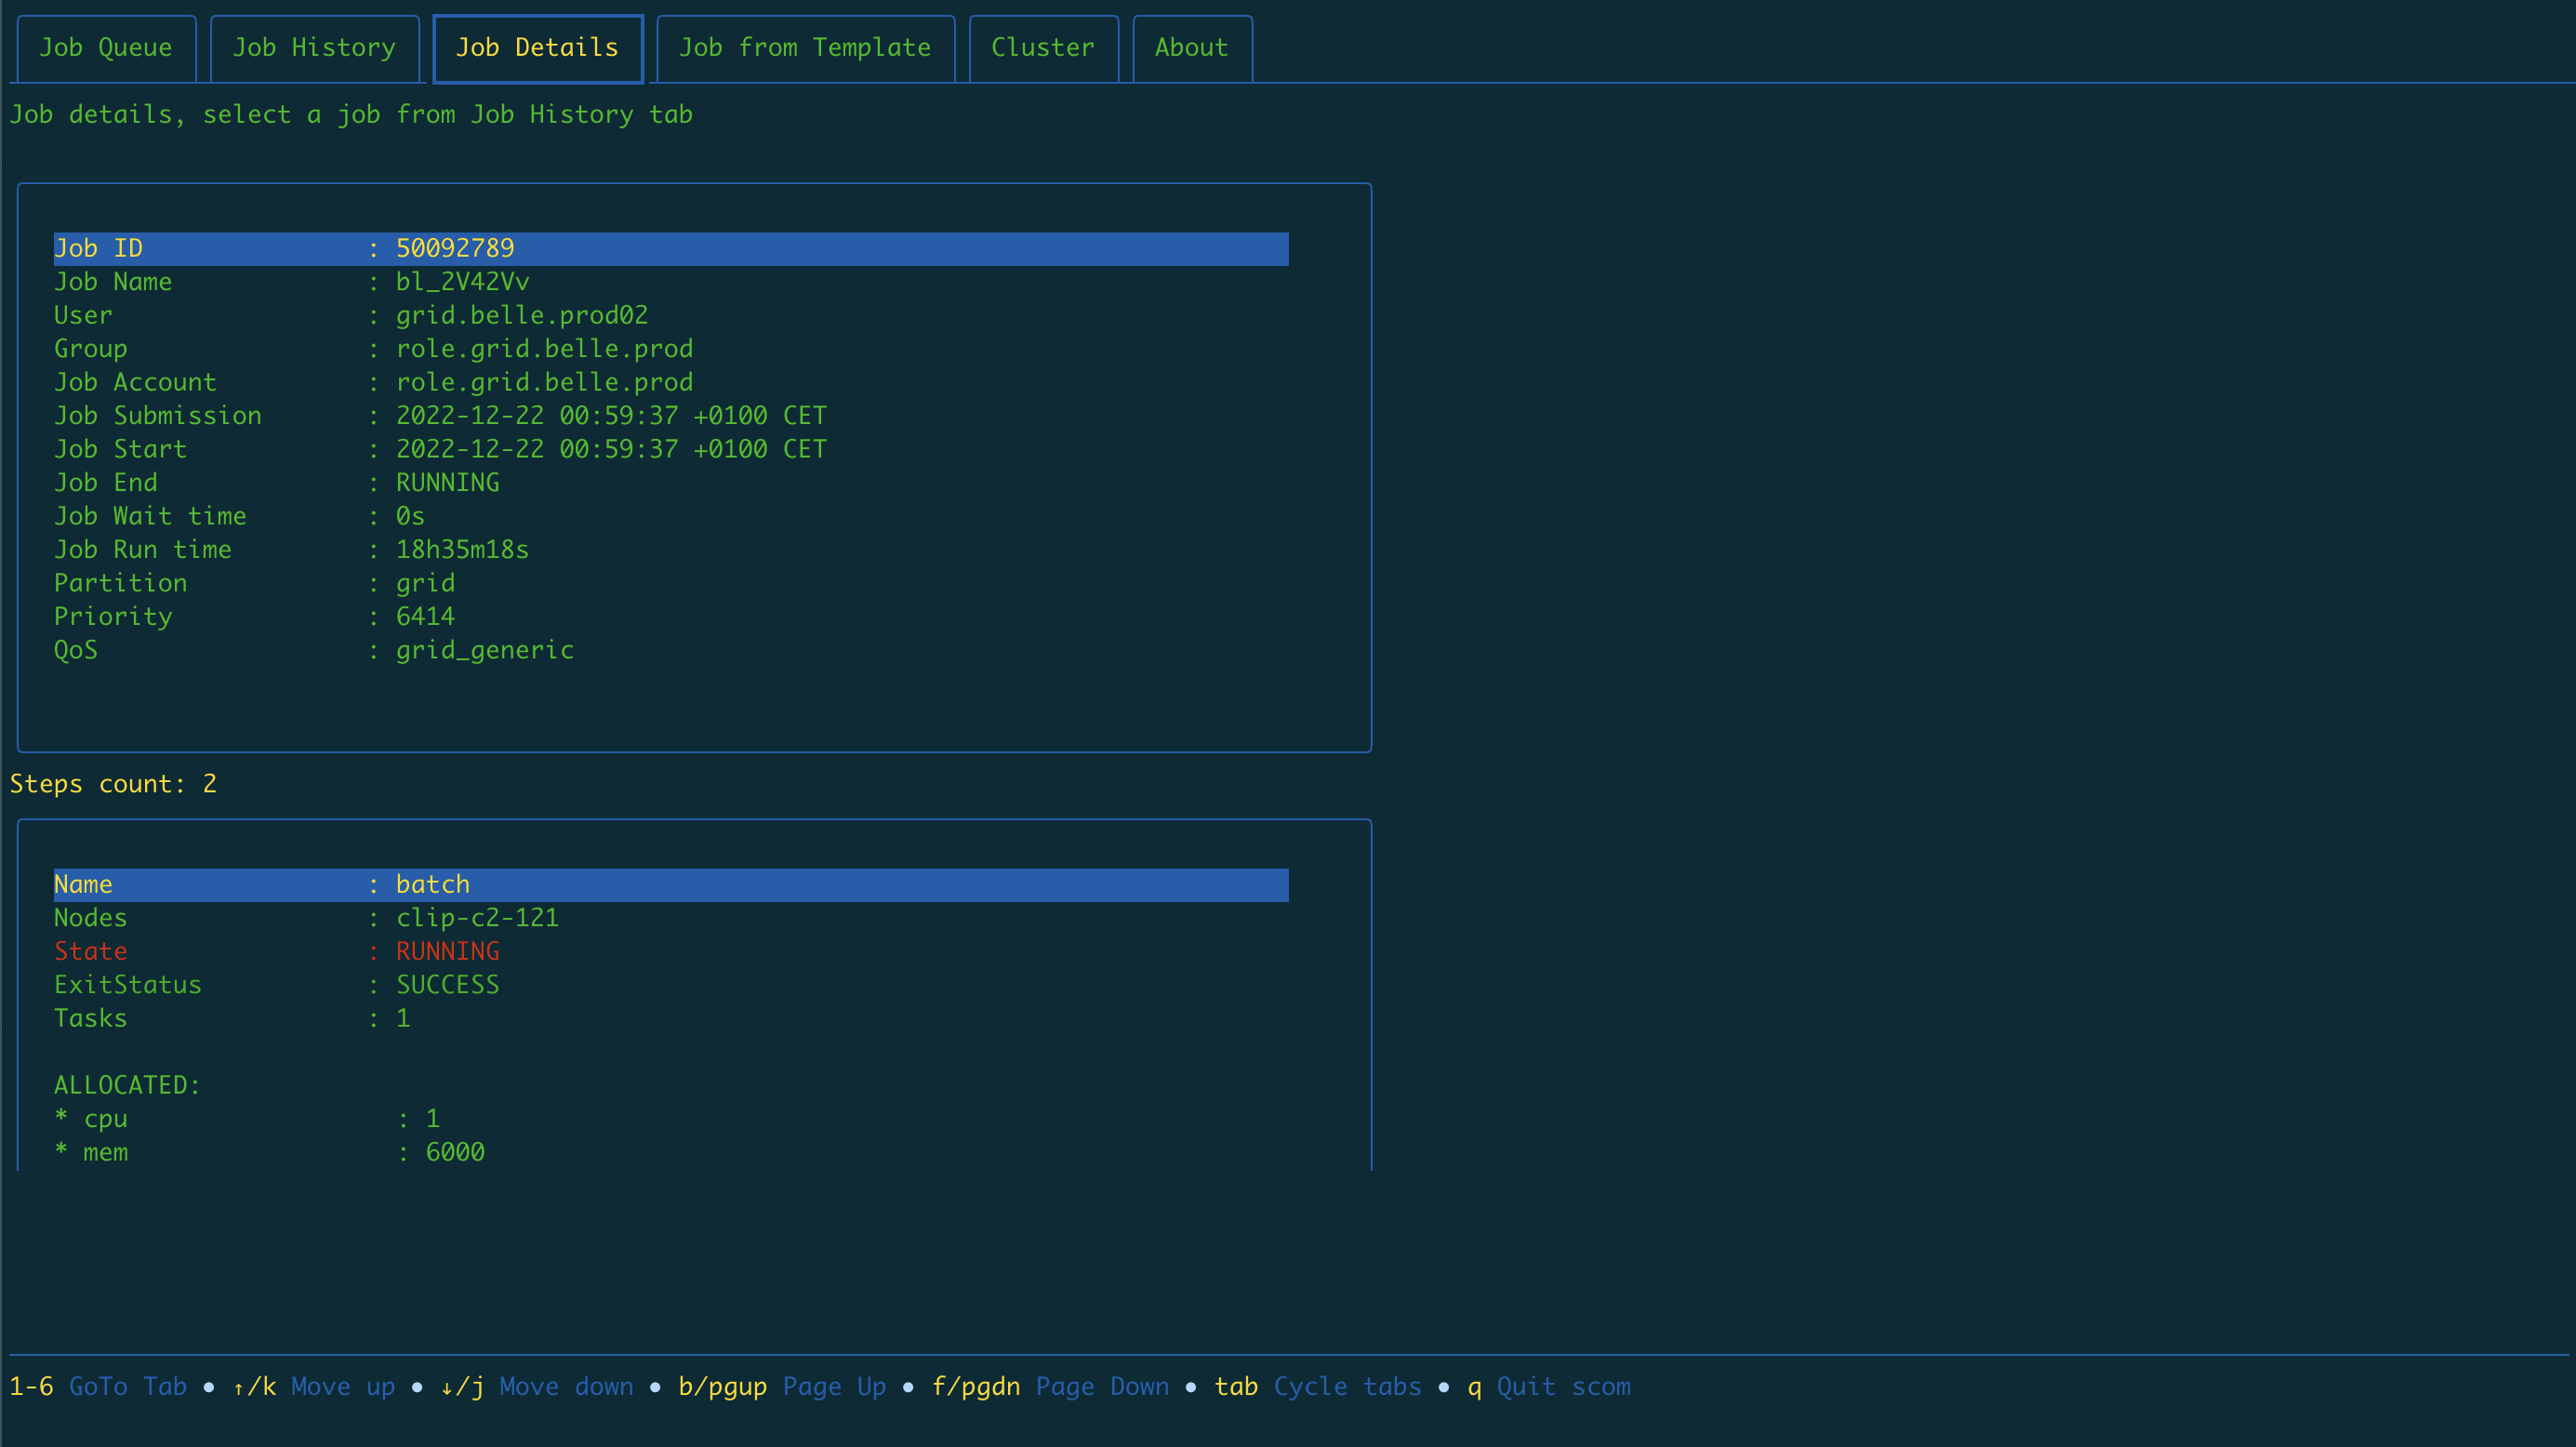 Job Queue Job History Job Details Job from Template Cluster About
Job details, select a job from Job History tab
Job ID : 50092789
Job Name : bl_2V42Vv
User : grid.belle.prod02
Group : role.grid.belle.prod
Job Account : role.grid.belle.prod
Job Submission : 2022-12-22 00:59:37 +0100 CET
Job Start : 2022-12-22 00:59:37 +0100 CET
Job End : RUNNING
Job Wait time : 0s
Job Run time : 18h35m18s
Partition : grid
Priority : 6414
QoS : grid_generic
Steps count: 2
Name : batch
Nodes : clip-c2-121
State : RUNNING
ExitStatus : SUCCESS
Tasks : 1
ALLOCATED:
* cpu : 1
* mem : 6000
1-6 GoTo Tab • ↑/k Move up • ↓/j Move down • b/pgup Page Up • f/pgdn Page Down • tab Cycle tabs • q Quit scom